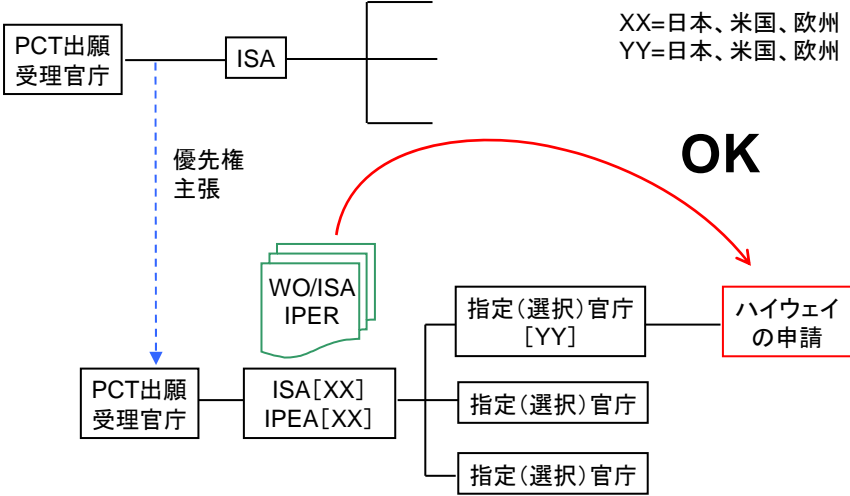 PCT出願
受理官庁
ISA
XX=日本、米国、欧州
YY=日本、米国、欧州
優先権
主張
OK
WO/ISA
IPER
指定(選択)官庁
[YY]
ハイウェイ
の申請
PCT出願
受理官庁
ISA[XX]
IPEA[XX]
指定(選択)官庁
指定(選択)官庁